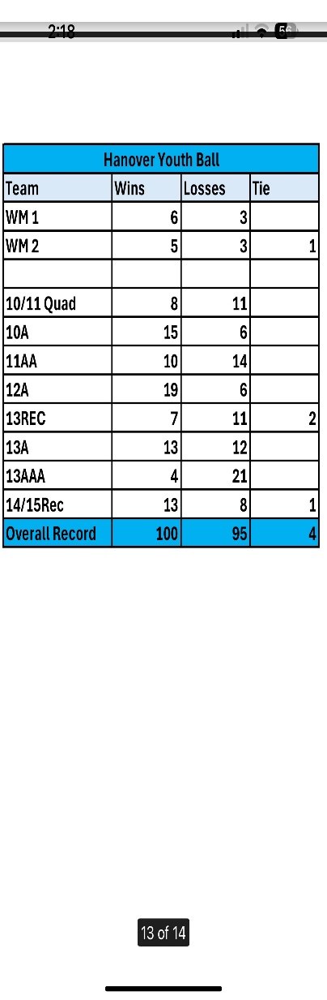 2:18 56
Hanover Youth Ball
Team Wins Losses Tie
WM 1 6 3
WM 2 5 3 1
10/11 Quad 8 11
10A 15 6
11AA 10 14
12A 19 6
13REC 7 11 2
13A 13 12
13AAA 4 21
14/15Rec 13 8 1
Overall Record 100 95 4
13 of 14